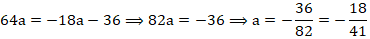 64a = −18a − 36 ⟹ 82a = −36 ⟹ a = −36/82 = −18/41